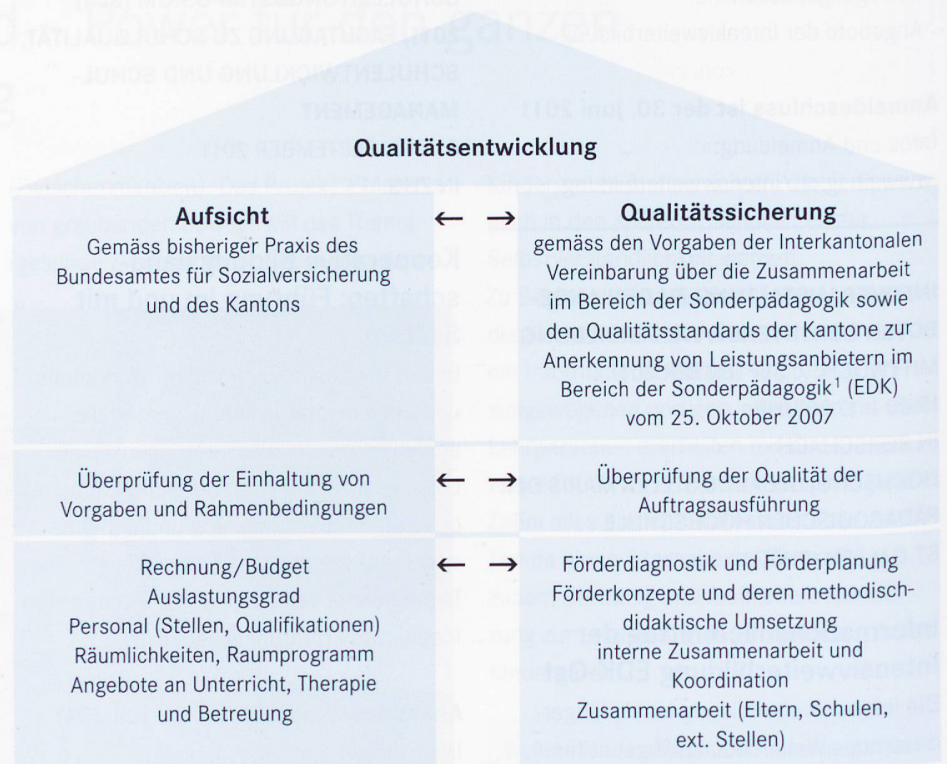 Qualitätsentwicklung
Aufsicht
Gemäss bisheriger Praxis des
Bundesamtes für Sozialversicherung
und des Kantons
← →
Qualitätssicherung
gemäss den Vorgaben der Interkantonalen
Vereinbarung über die Zusammenarbeit
im Bereich der Sonderpädagogik sowie
den Qualitätsstandards der Kantone zur
Anerkennung von Leistungsanbietern im
Bereich der Sonderpädagogik¹ (EDK)
vom 25. Oktober 2007
Überprüfung der Einhaltung von
Vorgaben und Rahmenbedingungen
← →
Überprüfung der Qualität der
Auftragsausführung
Rechnung/Budget
Auslastungsgrad
Personal (Stellen, Qualifikationen)
Räumlichkeiten, Raumprogramm
Angebote an Unterricht, Therapie
und Betreuung
← →
Förderdiagnostik und Förderplanung
Förderkonzepte und deren methodisch-
didaktische Umsetzung
interne Zusammenarbeit und
Koordination
Zusammenarbeit (Eltern, Schulen,
ext. Stellen)